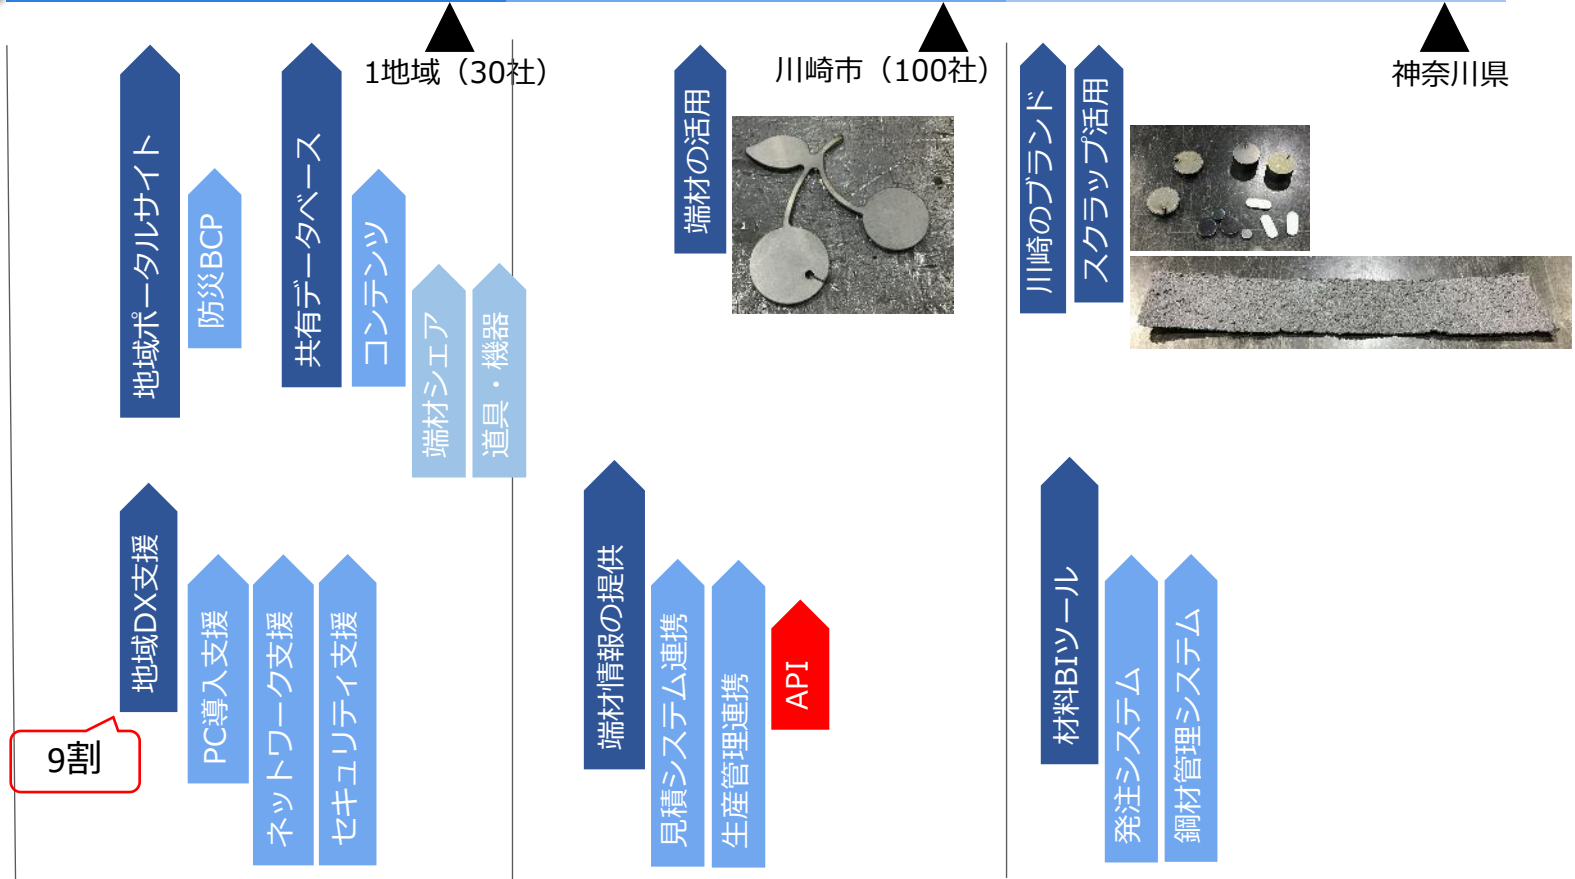 1地域（30社）
川崎市（100社）
神奈川県
地域ポータルサイト
防災BCP
共有データベース
コンテンツ
端材シェア
道具・機器
端材の活用
川崎のブランド
スクラップ活用
地域DX支援
PC導入支援
ネットワーク支援
セキュリティ支援
9割
端材情報の提供
見積システム連携
生産管理連携
API
材料BIツール
発注システム
鋼材管理システム